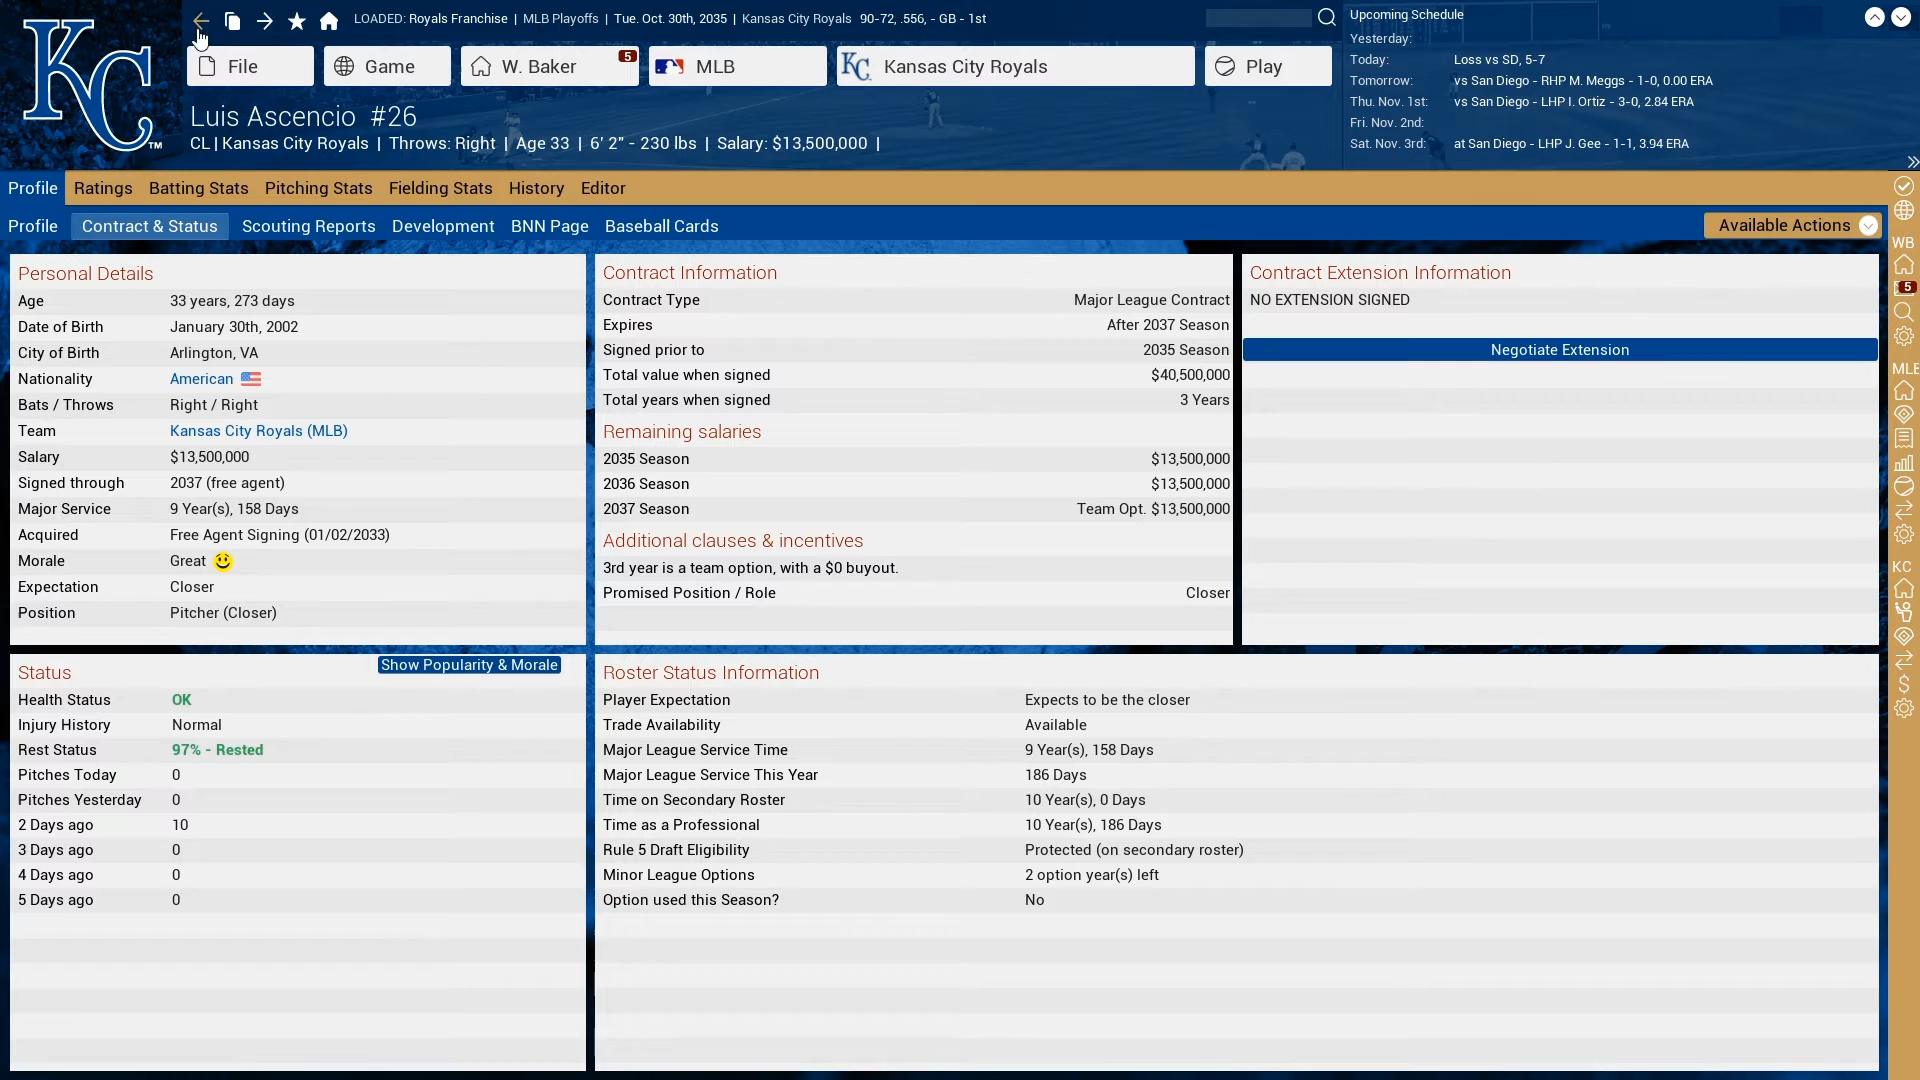 LOADED: Royals Franchise | MLB Playoffs | Tue. Oct. 30th, 2035 | Kansas City Royals 90-72, .556, - GB - 1st
File
Game
W. Baker
5
MLB
Kansas City Royals
Play
KC
TM
Luis Ascencio #26
CL | Kansas City Royals | Throws: Right | Age 33 | 6' 2" - 230 lbs | Salary: $13,500,000 |
Upcoming Schedule
Yesterday:
Today: Loss vs SD, 5-7
Tomorrow: vs San Diego - RHP M. Meggs - 1-0, 0.00 ERA
Thu. Nov. 1st: vs San Diego - LHP I. Ortiz - 3-0, 2.84 ERA
Fri. Nov. 2nd:
Sat. Nov. 3rd: at San Diego - LHP J. Gee - 1-1, 3.94 ERA
Profile Ratings Batting Stats Pitching Stats Fielding Stats History Editor
Profile Contract & Status Scouting Reports Development BNN Page Baseball Cards
Available Actions
Personal Details
Age 33 years, 273 days
Date of Birth January 30th, 2002
City of Birth Arlington, VA
Nationality American
Bats / Throws Right / Right
Team Kansas City Royals (MLB)
Salary $13,500,000
Signed through 2037 (free agent)
Major Service 9 Year(s), 158 Days
Acquired Free Agent Signing (01/02/2033)
Morale Great
Expectation Closer
Position Pitcher (Closer)
Contract Information
Contract Type Major League Contract
Expires After 2037 Season
Signed prior to 2035 Season
Total value when signed $40,500,000
Total years when signed 3 Years
Remaining salaries
2035 Season $13,500,000
2036 Season $13,500,000
2037 Season Team Opt. $13,500,000
Additional clauses & incentives
3rd year is a team option, with a $0 buyout.
Promised Position / Role Closer
Contract Extension Information
NO EXTENSION SIGNED
Negotiate Extension
Status
Show Popularity & Morale
Health Status OK
Injury History Normal
Rest Status 97% - Rested
Pitches Today 0
Pitches Yesterday 0
2 Days ago 10
3 Days ago 0
4 Days ago 0
5 Days ago 0
Roster Status Information
Player Expectation Expects to be the closer
Trade Availability Available
Major League Service Time 9 Year(s), 158 Days
Major League Service This Year 186 Days
Time on Secondary Roster 10 Year(s), 0 Days
Time as a Professional 10 Year(s), 186 Days
Rule 5 Draft Eligibility Protected (on secondary roster)
Minor League Options 2 option year(s) left
Option used this Season? No
WB
5
MLB
KC